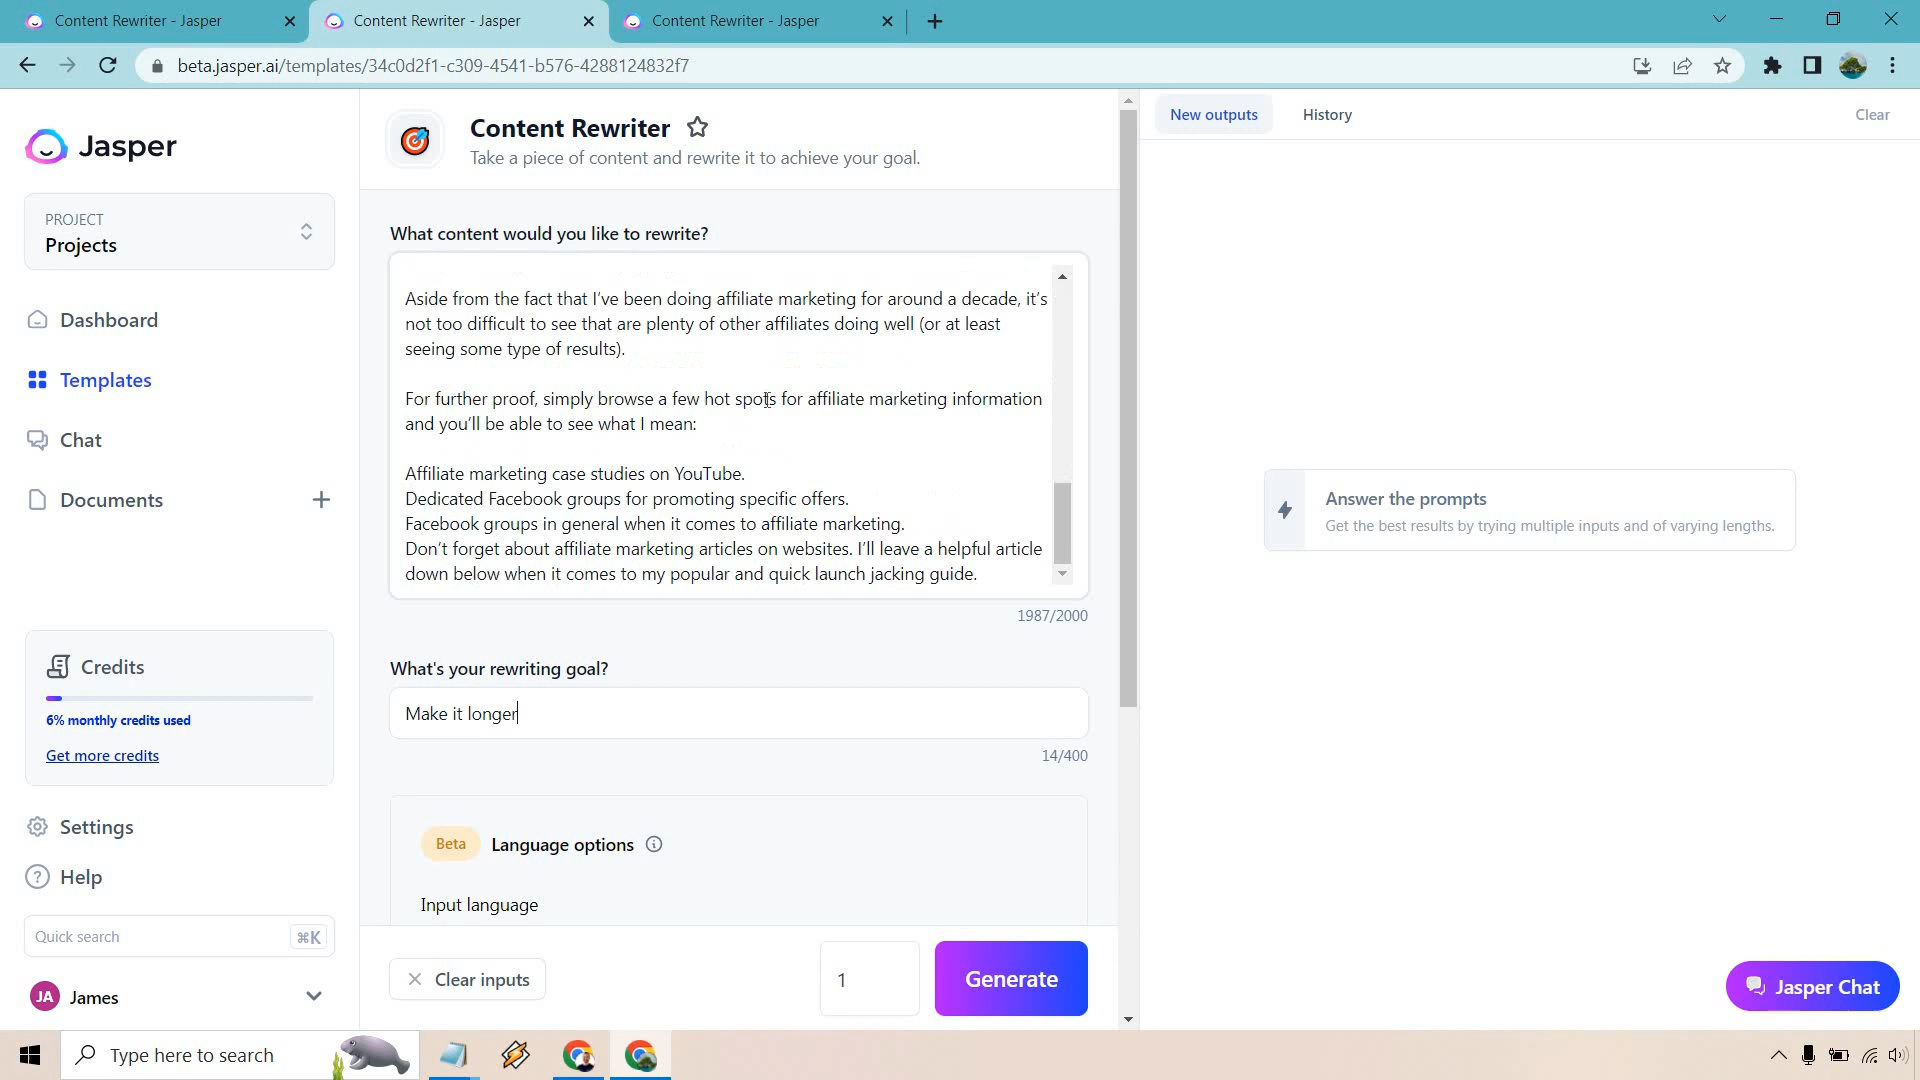 Content Rewriter - Jasper
Content Rewriter - Jasper
Content Rewriter - Jasper
beta.jasper.ai/templates/34c0d2f1-c309-4541-b576-4288124832f7
Jasper
PROJECT
Projects
Dashboard
Templates
Chat
Documents
Credits
6% monthly credits used
Get more credits
Settings
Help
Quick search
⌘K
JA
James
Content Rewriter
Take a piece of content and rewrite it to achieve your goal.
What content would you like to rewrite?
Aside from the fact that I've been doing affiliate marketing for around a decade, it's
not too difficult to see that are plenty of other affiliates doing well (or at least
seeing some type of results).
For further proof, simply browse a few hot spots for affiliate marketing information
and you'll be able to see what I mean:
Affiliate marketing case studies on YouTube.
Dedicated Facebook groups for promoting specific offers.
Facebook groups in general when it comes to affiliate marketing.
Don't forget about affiliate marketing articles on websites. I'll leave a helpful article
down below when it comes to my popular and quick launch jacking guide.
1987/2000
What's your rewriting goal?
Make it longer
14/400
Beta
Language options
Input language
Clear inputs
1
Generate
New outputs
History
Clear
Answer the prompts
Get the best results by trying multiple inputs and of varying lengths.
Jasper Chat
Type here to search